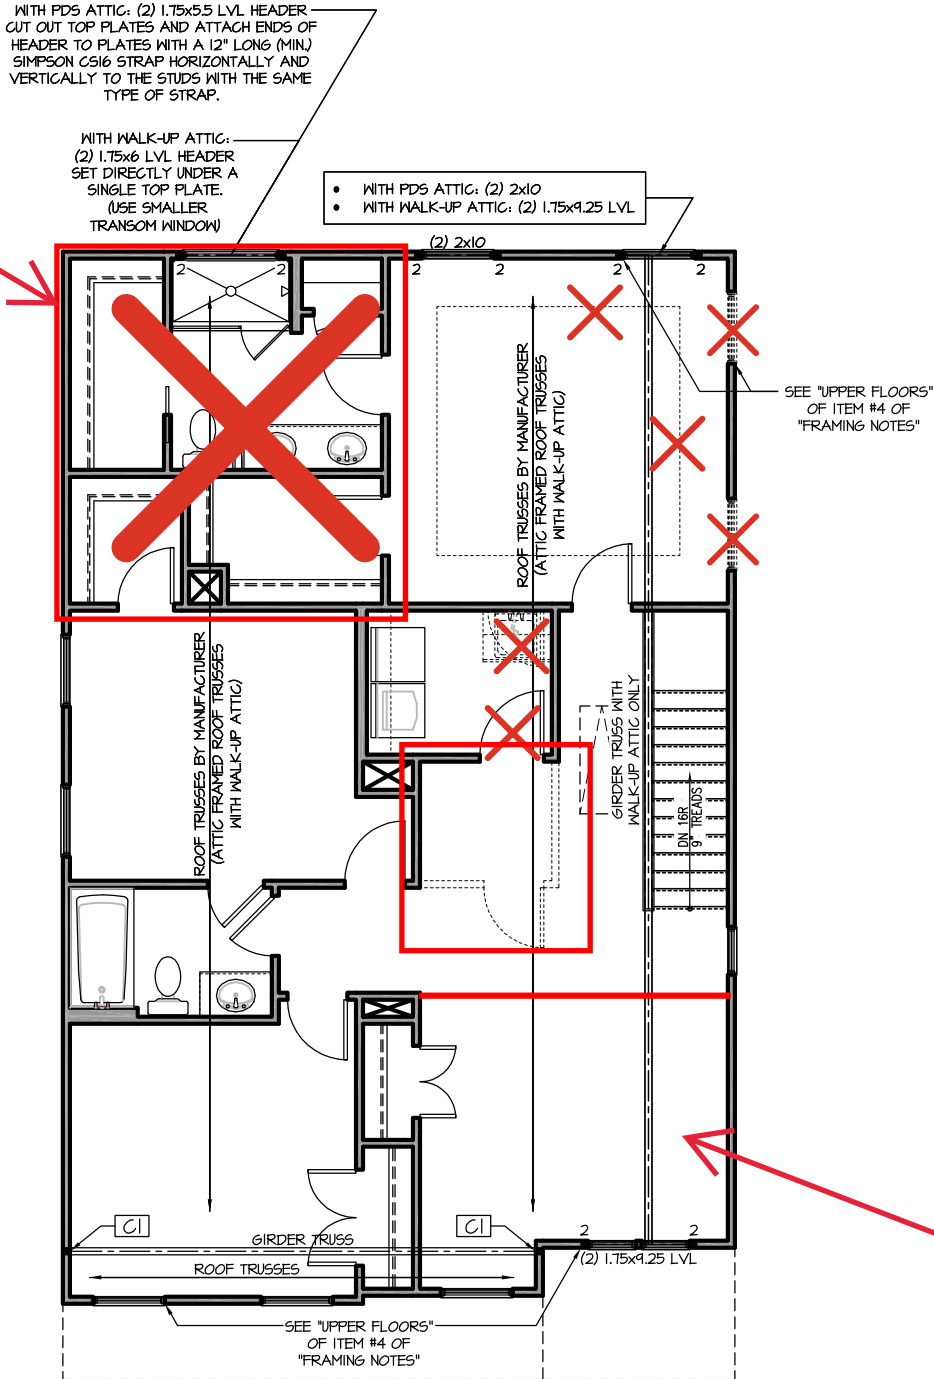 WITH PDS ATTIC: (2) 1.75x5.5 LVL HEADER
CUT OUT TOP PLATES AND ATTACH ENDS OF
HEADER TO PLATES WITH A 12" LONG (MIN.)
SIMPSON CS16 STRAP HORIZONTALLY AND
VERTICALLY TO THE STUDS WITH THE SAME
TYPE OF STRAP.
WITH WALK-UP ATTIC:
(2) 1.75x6 LVL HEADER
SET DIRECTLY UNDER A
SINGLE TOP PLATE.
(USE SMALLER
TRANSOM WINDOW)
• WITH PDS ATTIC: (2) 2x10
• WITH WALK-UP ATTIC: (2) 1.75x9.25 LVL
(2) 2x10
2
2
2
2
2
2
SEE "UPPER FLOORS"
OF ITEM #4 OF
"FRAMING NOTES"
ROOF TRUSSES BY MANUFACTURER
(ATTIC FRAMED ROOF TRUSSES
WITH WALK-UP ATTIC)
ROOF TRUSSES BY MANUFACTURER
(ATTIC FRAMED ROOF TRUSSES
WITH WALK-UP ATTIC)
GIRDER TRUSS WITH
WALK-UP ATTIC ONLY
DN 16R
9" TREADS
C1
C1
GIRDER TRUSS
ROOF TRUSSES
2
2
(2) 1.75x9.25 LVL
SEE "UPPER FLOORS"
OF ITEM #4 OF
"FRAMING NOTES"